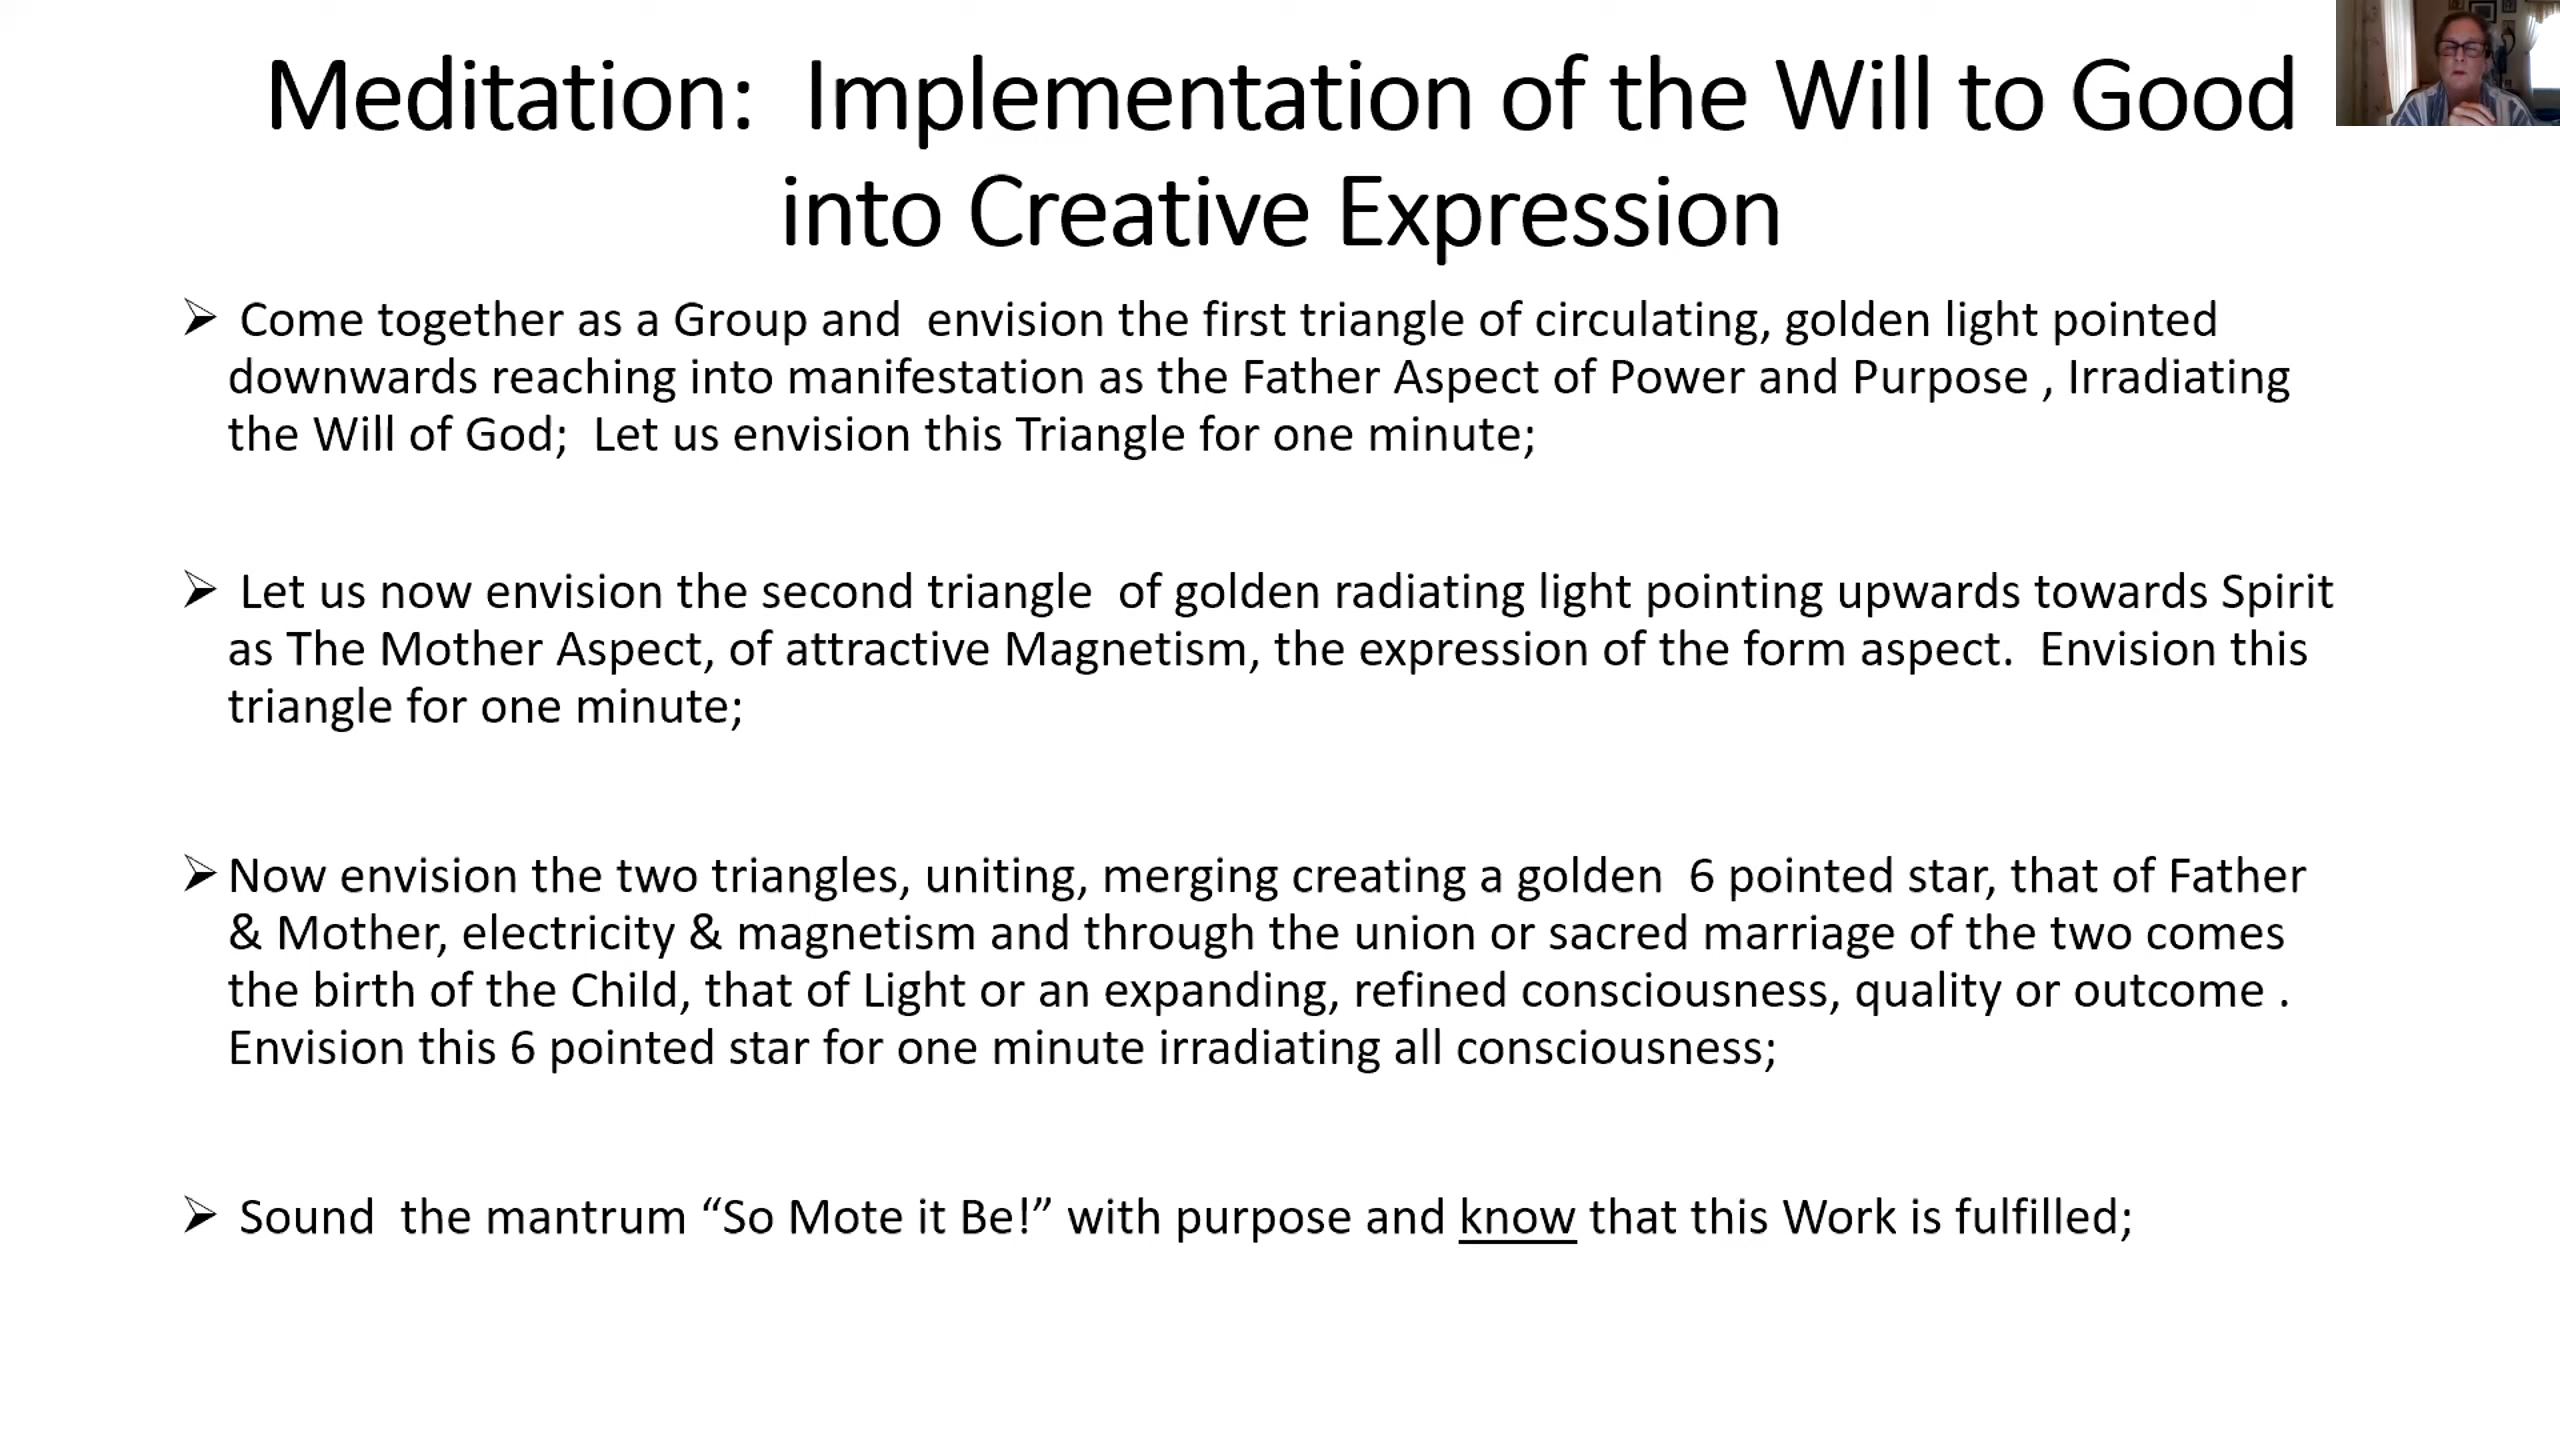 Meditation:  Implementation of the Will to Good
into Creative Expression
➢ Come together as a Group and  envision the first triangle of circulating, golden light pointed
downwards reaching into manifestation as the Father Aspect of Power and Purpose , Irradiating
the Will of God;  Let us envision this Triangle for one minute;
➢ Let us now envision the second triangle  of golden radiating light pointing upwards towards Spirit
as The Mother Aspect, of attractive Magnetism, the expression of the form aspect.  Envision this
triangle for one minute;
➢ Now envision the two triangles, uniting, merging creating a golden  6 pointed star, that of Father
& Mother, electricity & magnetism and through the union or sacred marriage of the two comes
the birth of the Child, that of Light or an expanding, refined consciousness, quality or outcome .
Envision this 6 pointed star for one minute irradiating all consciousness;
➢ Sound  the mantrum “So Mote it Be!” with purpose and know that this Work is fulfilled;